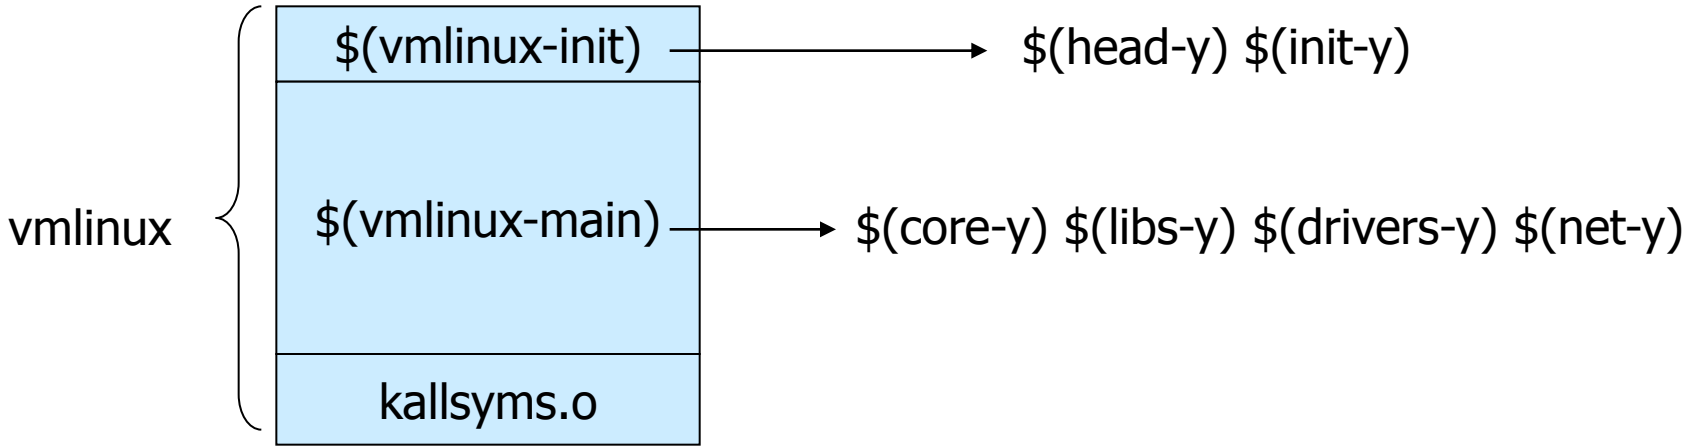 $(vmlinux-init)
$(head-y) $(init-y)
vmlinux
$(vmlinux-main)
$(core-y) $(libs-y) $(drivers-y) $(net-y)
kallsyms.o